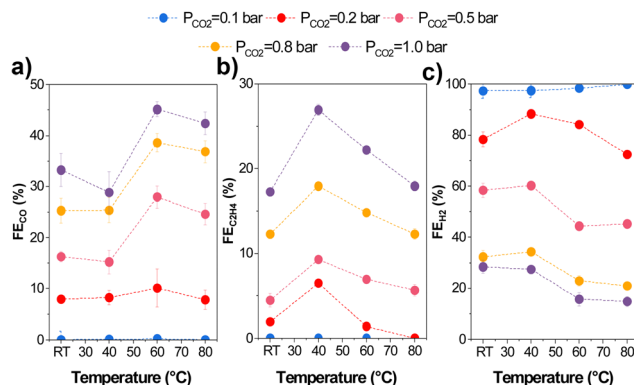 P_CO2=0.1 bar P_CO2=0.2 bar P_CO2=0.5 bar
P_CO2=0.8 bar P_CO2=1.0 bar
a) b) c)
FE_CO (%)
50
40
30
20
10
0
RT 30 40 50 60 70 80
Temperature (°C)
FE_C2H4 (%)
30
20
10
0
RT 30 40 50 60 70 80
Temperature (°C)
FE_H2 (%)
100
80
60
40
20
0
RT 30 40 50 60 70 80
Temperature (°C)